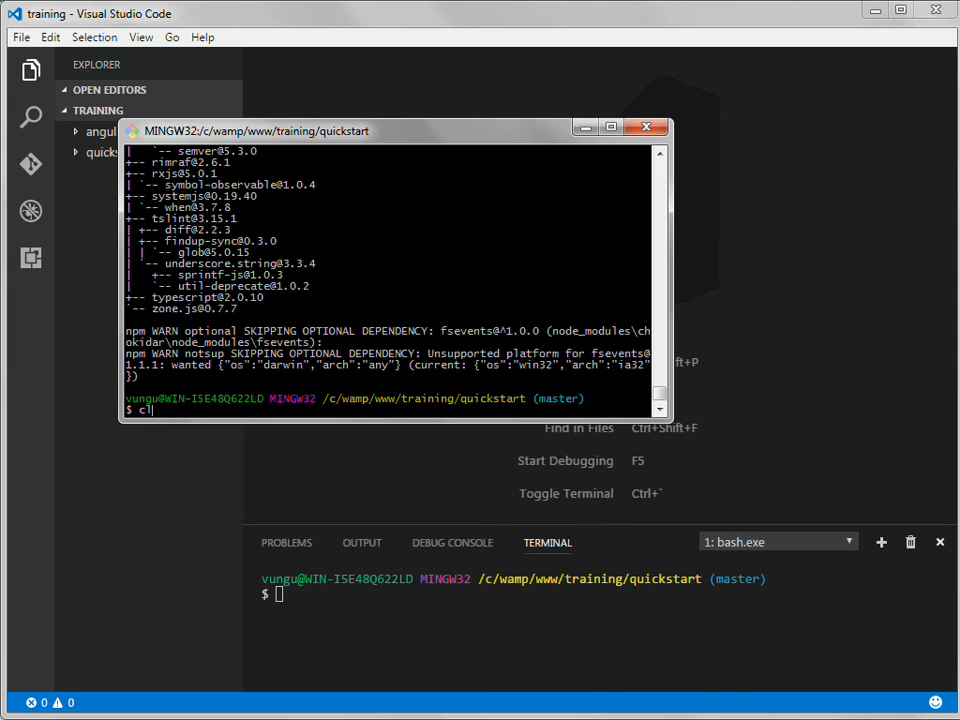 training - Visual Studio Code
File Edit Selection View Go Help
EXPLORER
OPEN EDITORS
TRAINING
angul
quicks
MINGW32:/c/wamp/www/training/quickstart
| `-- semver@5.3.0
+-- rimraf@2.6.1
+-- rxjs@5.0.1
| `-- symbol-observable@1.0.4
+-- systemjs@0.19.40
| `-- when@3.7.8
+-- tslint@3.15.1
| +-- diff@2.2.3
| +-- findup-sync@0.3.0
| | `-- glob@5.0.15
| `-- underscore.string@3.3.4
|   +-- sprintf-js@1.0.3
|   `-- util-deprecate@1.0.2
+-- typescript@2.0.10
`-- zone.js@0.7.7
npm WARN optional SKIPPING OPTIONAL DEPENDENCY: fsevents@^1.0.0 (node_modules\ch
okidar\node_modules\fsevents):
npm WARN notsup SKIPPING OPTIONAL DEPENDENCY: Unsupported platform for fsevents@
1.1.1: wanted {"os":"darwin","arch":"any"} (current: {"os":"win32","arch":"ia32"
})
vungu@WIN-I5E48Q622LD MINGW32 /c/wamp/www/training/quickstart (master)
$ cl
ft+P
Find in Files Ctrl+Shift+F
Start Debugging F5
Toggle Terminal Ctrl+`
PROBLEMS OUTPUT DEBUG CONSOLE TERMINAL 1: bash.exe
vungu@WIN-I5E48Q622LD MINGW32 /c/wamp/www/training/quickstart (master)
$
0 0